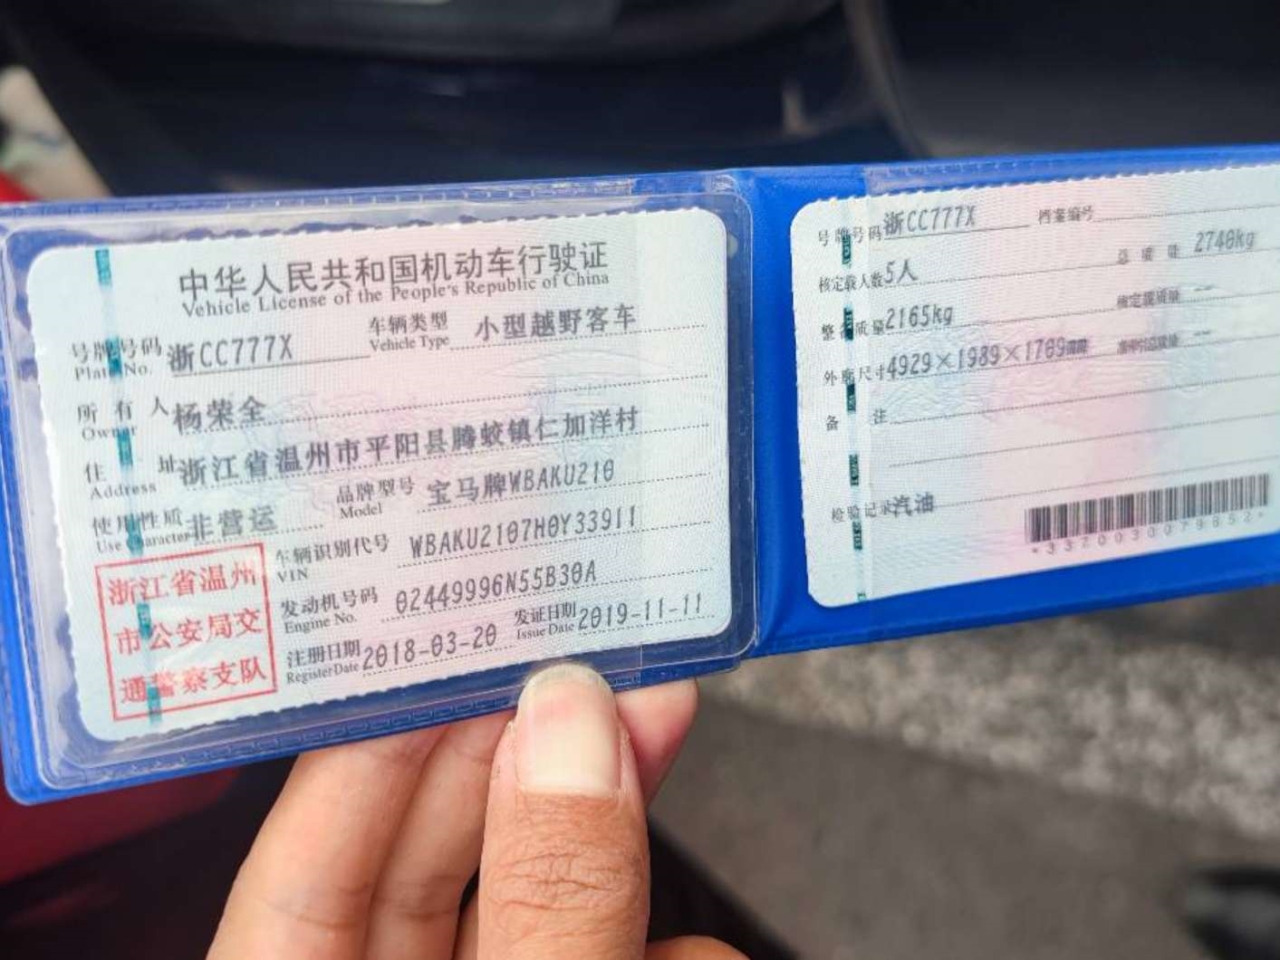 中华人民共和国机动车行驶证
Vehicle License of the People's Republic of China
号牌号码 浙CC777X 车辆类型 小型越野客车
Plate No. Vehicle Type
所有人 杨荣全
Owner
住址 浙江省温州市平阳县腾蛟镇仁加洋村
Address
使用性质 非营运 品牌型号 宝马牌WBAKU210
Use Character Model
车辆识别代号 WBAKU2107H0Y33911
VIN
发动机号码 02449996N55B30A
Engine No.
注册日期 2018-03-20 发证日期 2019-11-11
Register Date Issue Date
浙江省温州
市公安局交
通警察支队
号牌号码 浙CC777X 档案编号
核定载人数 5人 总质量 2740kg
整备质量 2165kg 核定载质量 --
外廓尺寸 4929×1989×1709mm 准牵引总质量 --
备注
检验记录 汽油
*3370030079852*